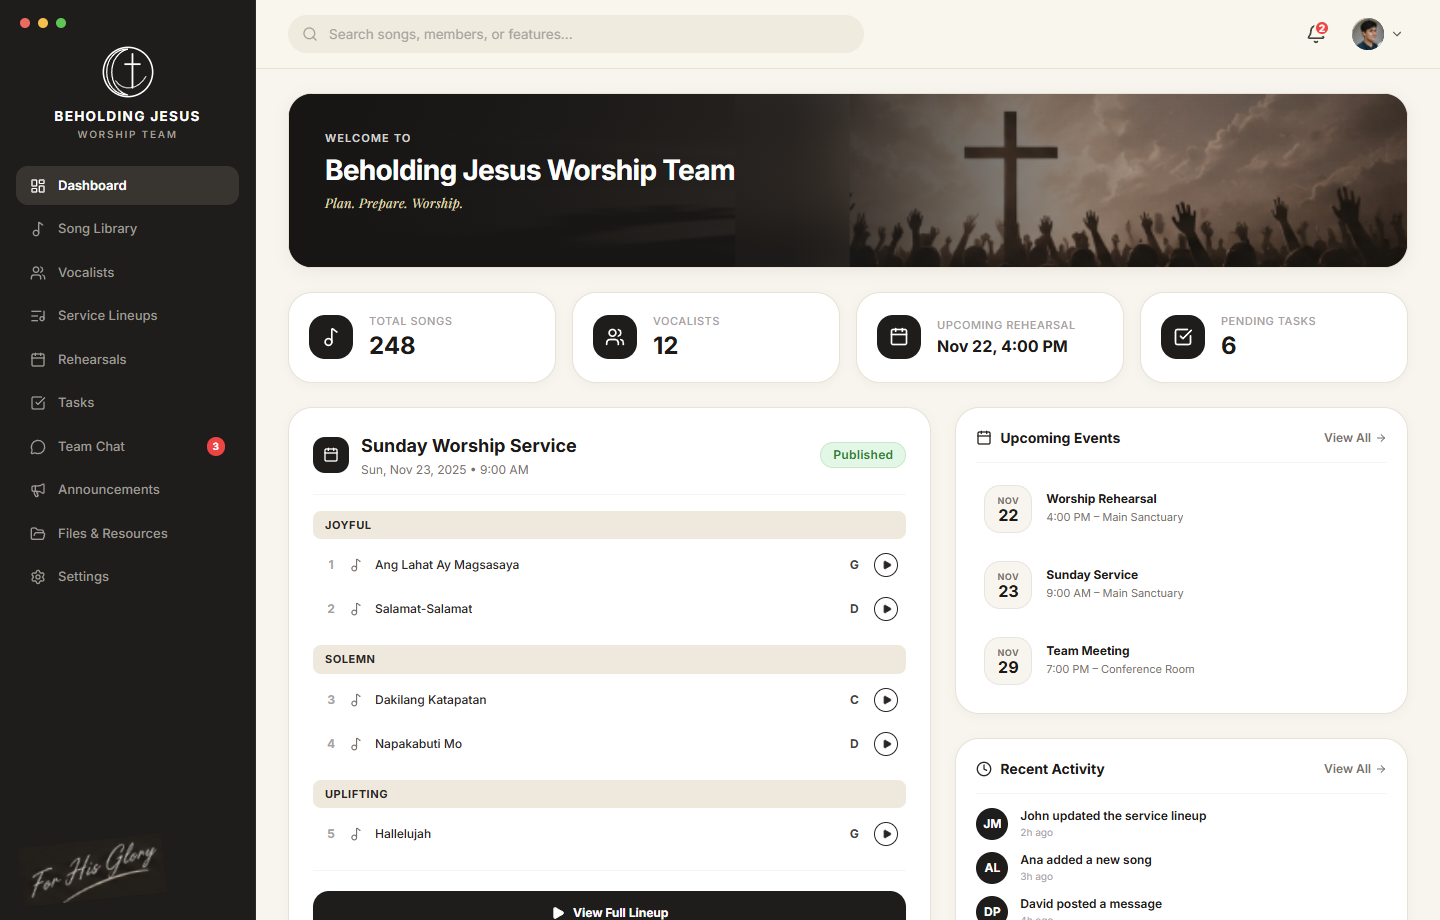 BEHOLDING JESUS
WORSHIP TEAM
Dashboard
Song Library
Vocalists
Service Lineups
Rehearsals
Tasks
Team Chat 3
Announcements
Files & Resources
Settings
For His Glory
Search songs, members, or features...
2
WELCOME TO
Beholding Jesus Worship Team
Plan. Prepare. Worship.
TOTAL SONGS
248
VOCALISTS
12
UPCOMING REHEARSAL
Nov 22, 4:00 PM
PENDING TASKS
6
Sunday Worship Service
Sun, Nov 23, 2025 • 9:00 AM
Published
JOYFUL
1 Ang Lahat Ay Magsasaya G
2 Salamat-Salamat D
SOLEMN
3 Dakilang Katapatan C
4 Napakabuti Mo D
UPLIFTING
5 Hallelujah G
View Full Lineup
Upcoming Events View All
NOV
22
Worship Rehearsal
4:00 PM – Main Sanctuary
NOV
23
Sunday Service
9:00 AM – Main Sanctuary
NOV
29
Team Meeting
7:00 PM – Conference Room
Recent Activity View All
JM
John updated the service lineup
2h ago
AL
Ana added a new song
3h ago
DP
David posted a message